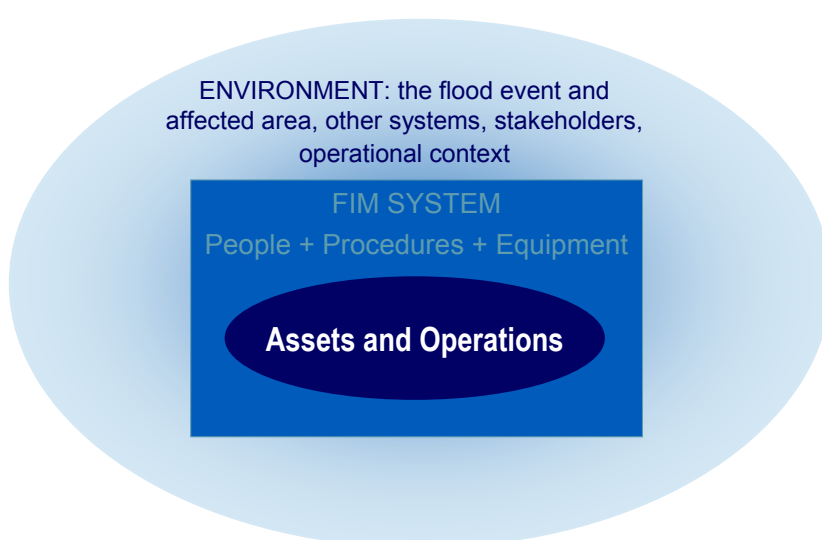 ENVIRONMENT: the flood event and
affected area, other systems, stakeholders,
operational context
FIM SYSTEM
People + Procedures + Equipment
Assets and Operations